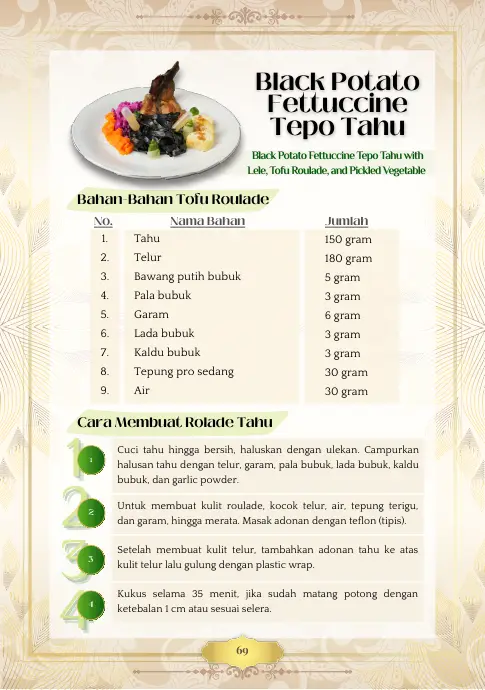 Black Potato
Fettuccine
Tepo Tahu
Black Potato Fettuccine Tepo Tahu with
Lele, Tofu Roulade, and Pickled Vegetable
Bahan-Bahan Tofu Roulade
No. Nama Bahan Jumlah
1. Tahu 150 gram
2. Telur 180 gram
3. Bawang putih bubuk 5 gram
4. Pala bubuk 3 gram
5. Garam 6 gram
6. Lada bubuk 3 gram
7. Kaldu bubuk 3 gram
8. Tepung pro sedang 30 gram
9. Air 30 gram
Cara Membuat Rolade Tahu
1
Cuci tahu hingga bersih, haluskan dengan ulekan. Campurkan
halusan tahu dengan telur, garam, pala bubuk, lada bubuk, kaldu
bubuk, dan garlic powder.
2
Untuk membuat kulit roulade, kocok telur, air, tepung terigu,
dan garam, hingga merata. Masak adonan dengan teflon (tipis).
3
Setelah membuat kulit telur, tambahkan adonan tahu ke atas
kulit telur lalu gulung dengan plastic wrap.
4
Kukus selama 35 menit, jika sudah matang potong dengan
ketebalan 1 cm atau sesuai selera.
69